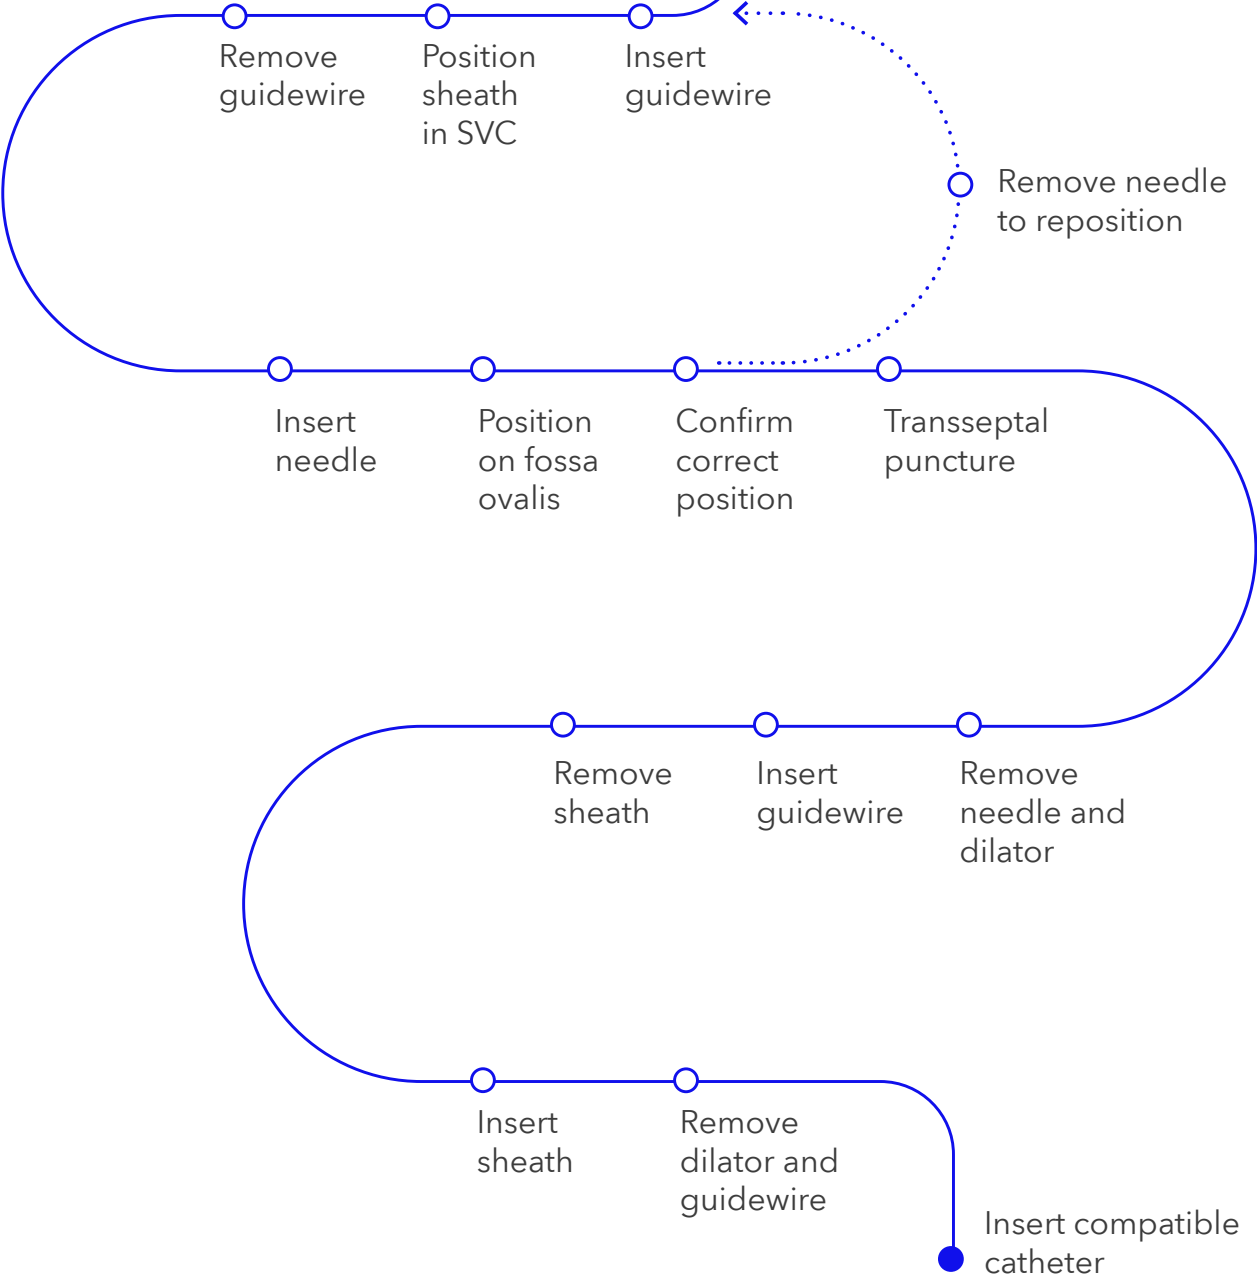 Remove
guidewire
Position
sheath
in SVC
Insert
guidewire
Remove needle
to reposition
Insert
needle
Position
on fossa
ovalis
Confirm
correct
position
Transseptal
puncture
Remove
sheath
Insert
guidewire
Remove
needle and
dilator
Insert
sheath
Remove
dilator and
guidewire
Insert compatible
catheter